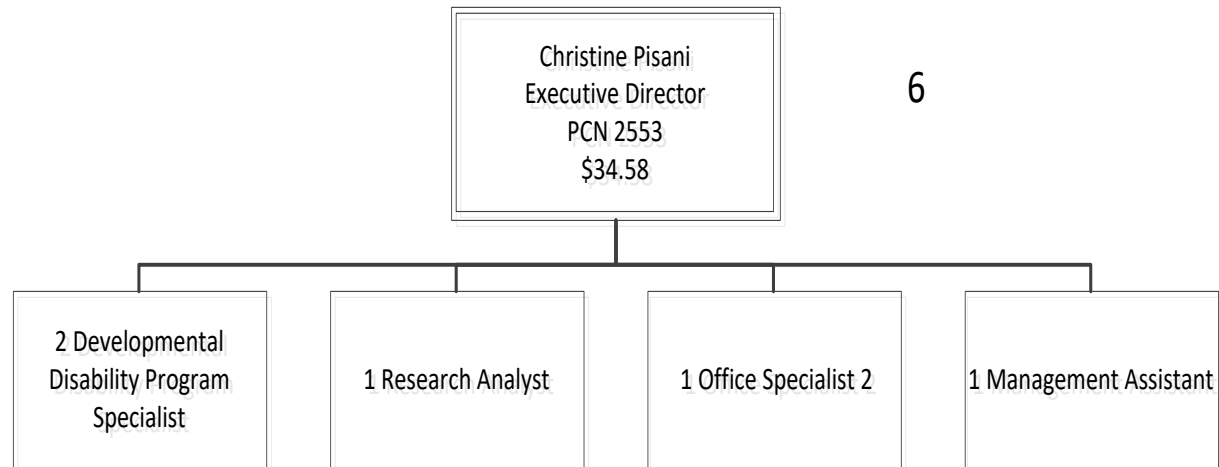 Christine Pisani
Executive Director
PCN 2553
$34.58
6
2 Developmental
Disability Program
Specialist
1 Research Analyst
1 Office Specialist 2
1 Management Assistant